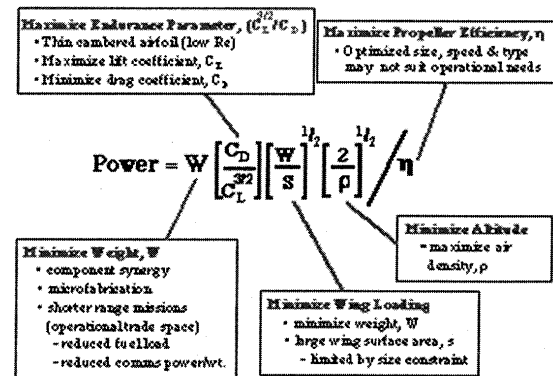 Maximize Endurance Parameter, (C_L^3/2/C_D)
• Thin cambered airfoil (low Re)
• Maximize lift coefficient, C_L
• Minimize drag coefficient, C_D
Maximize Propeller Efficiency, η
• Optimized size, speed & type
may not suit operational needs
Power = W [C_D/C_L^3/2] [W/S]^1/2 [2/ρ]^1/2 / η
Minimize Altitude
– maximize air
density, ρ
Minimize Weight, W
• component synergy
• microfabrication
• shorter range missions
(operational trade space)
– reduced fuel load
– reduced comms power/wt.
Minimize Wing Loading
• minimize weight, W
• large wing surface area, s
– limited by size constraint